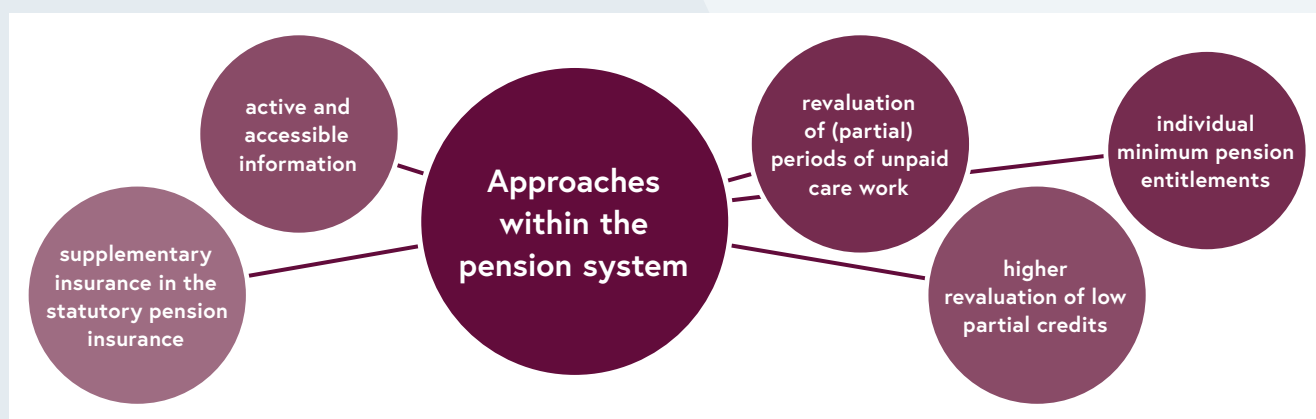 active and
accessible
information
supplementary
insurance in the
statutory pension
insurance
Approaches
within the
pension system
revaluation
of (partial)
periods of unpaid
care work
individual
minimum pension
entitlements
higher
revaluation of low
partial credits